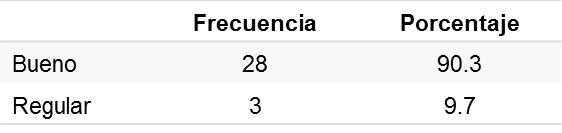 Frecuencia Porcentaje
Bueno 28 90.3
Regular 3 9.7